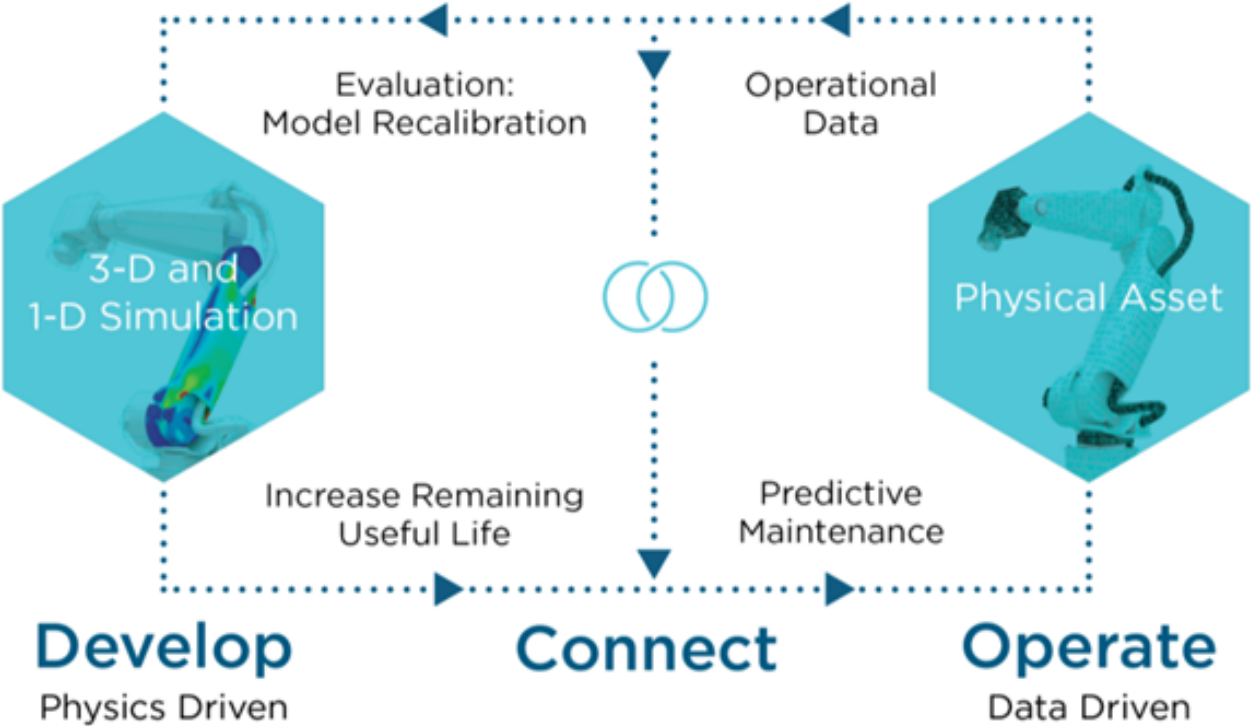 Evaluation:
Model Recalibration
Operational
Data
3-D and
1-D Simulation
Physical Asset
Increase Remaining
Useful Life
Predictive
Maintenance
Develop
Physics Driven
Connect
Operate
Data Driven